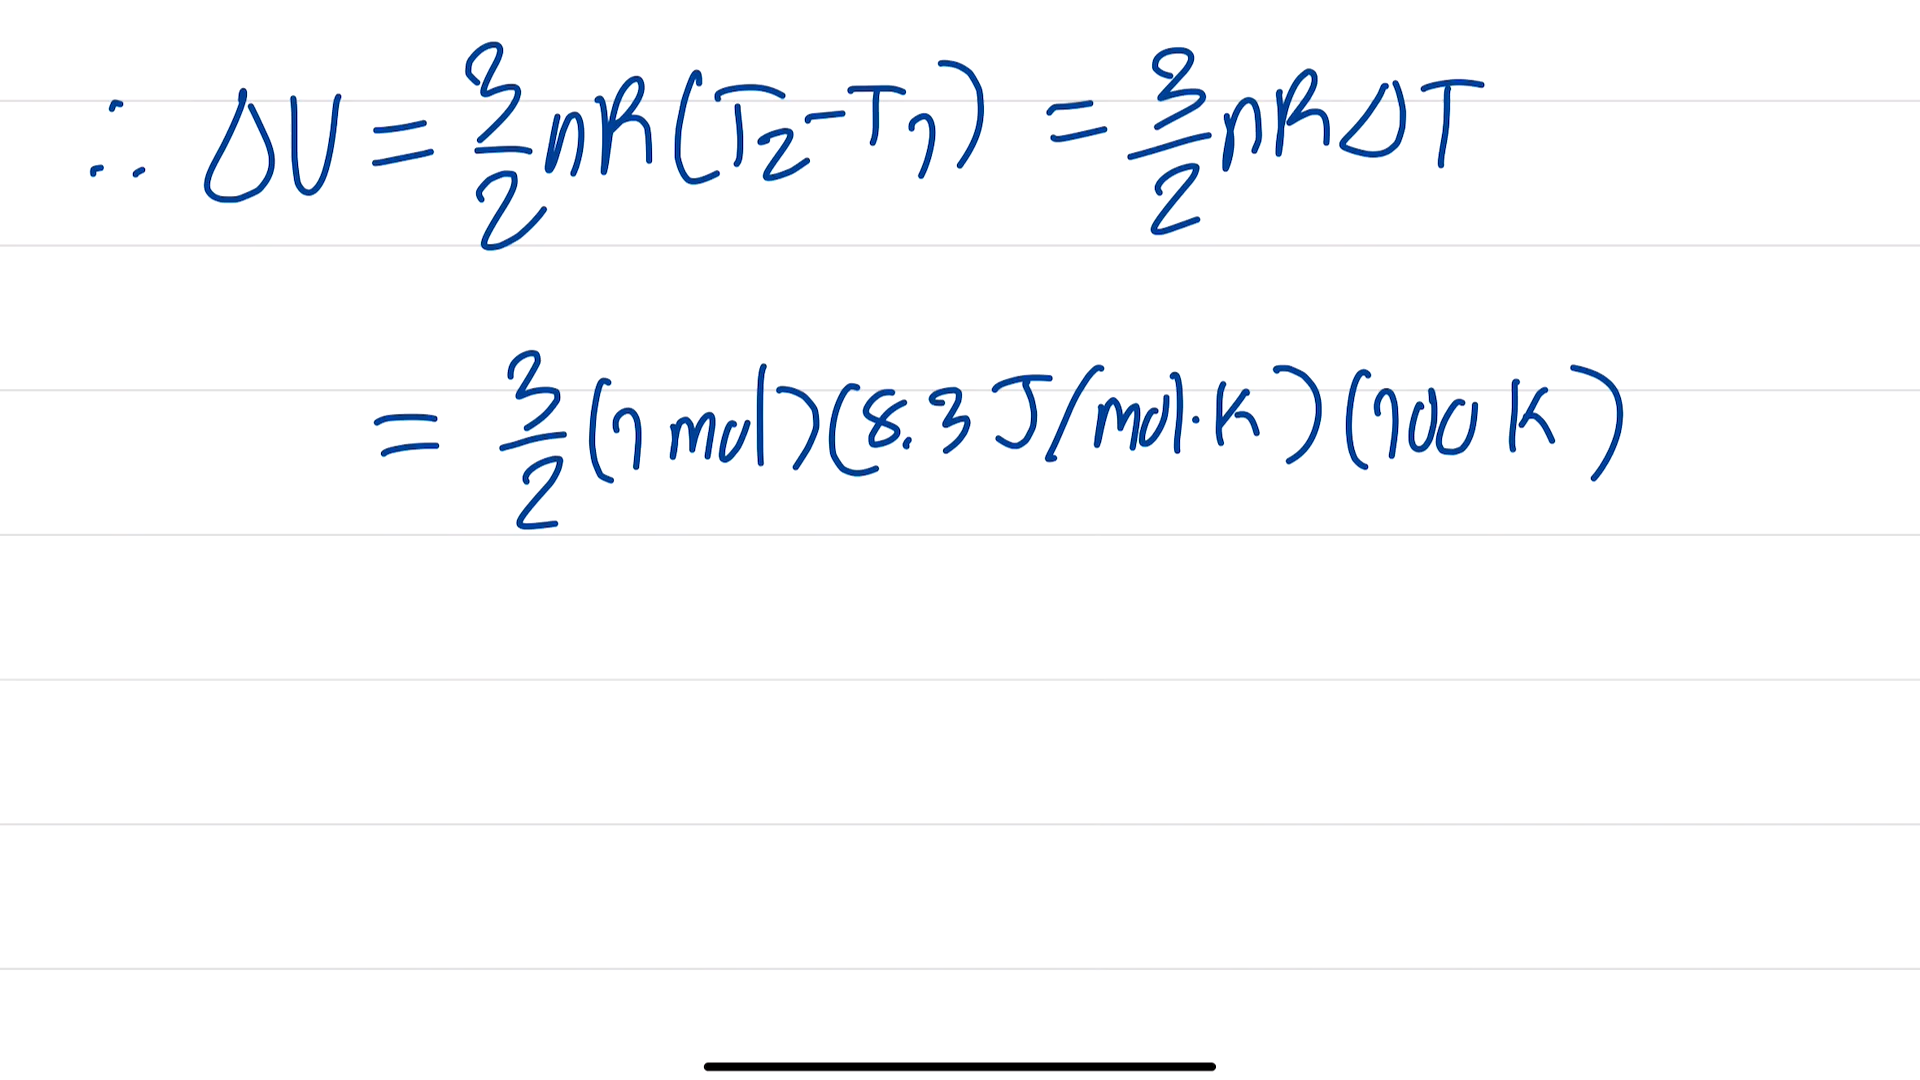 ∴ ΔU = 3/2 nR(T₂-T₁) = 3/2 nRΔT
= 3/2 (1 mol)(8.3 J/mol·K)(100 K)